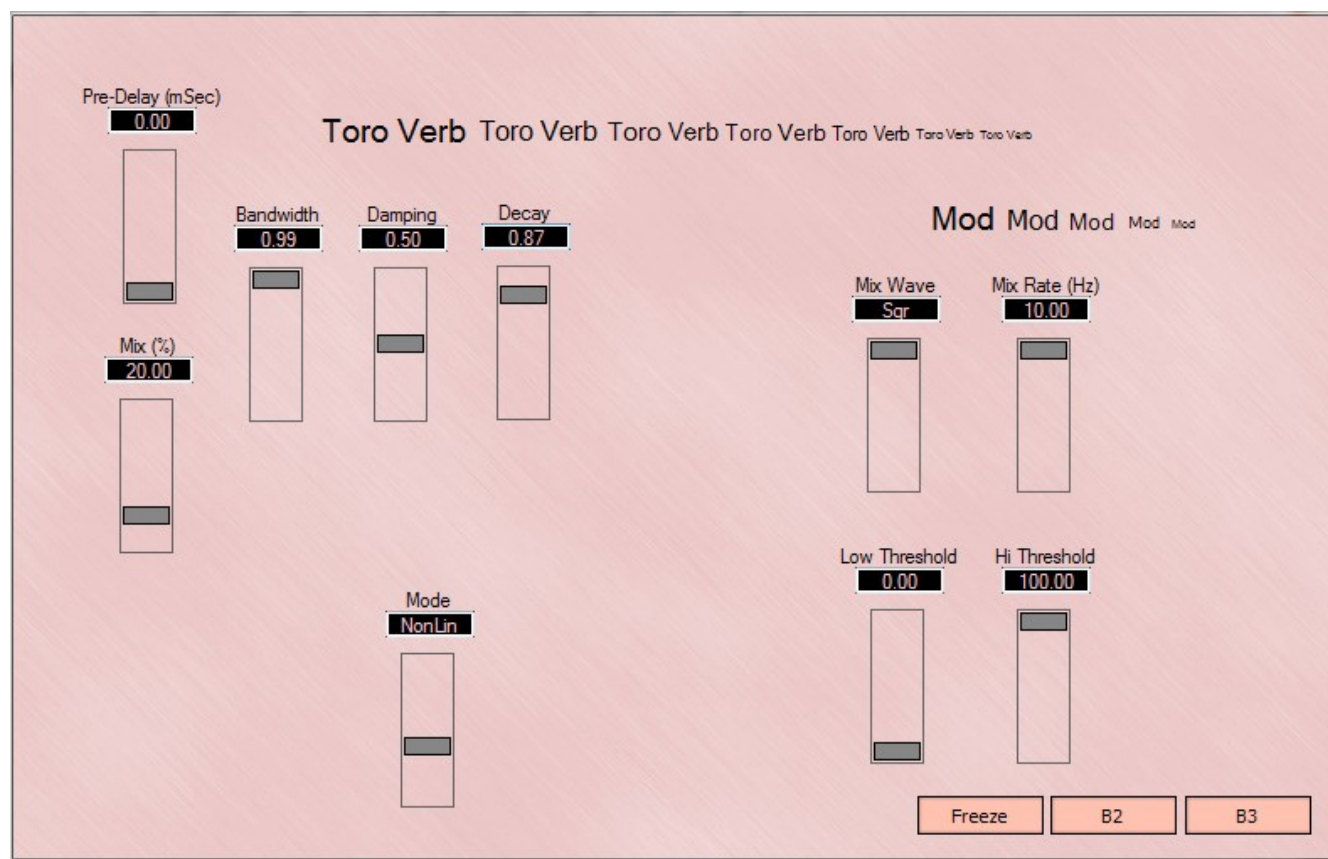 Pre-Delay (mSec)
0.00
Toro Verb Toro Verb Toro Verb Toro Verb Toro Verb Toro Verb Toro Verb
Bandwidth Damping Decay
0.99 0.50 0.87
Mod Mod Mod Mod Mod
Mix Wave Mix Rate (Hz)
Sqr 10.00
Mix (%)
20.00
Low Threshold Hi Threshold
0.00 100.00
Mode
NonLin
Freeze B2 B3